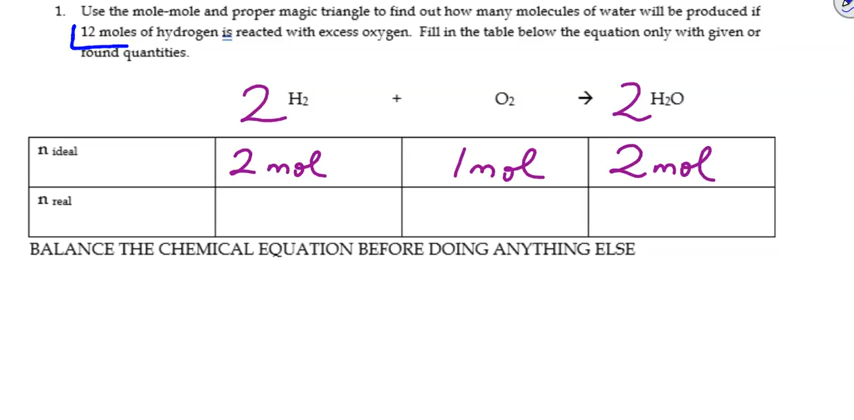 1. Use the mole-mole and proper magic triangle to find out how many molecules of water will be produced if
12 moles of hydrogen is reacted with excess oxygen. Fill in the table below the equation only with given or
found quantities.
2 H2 + O2 → 2 H2O
n ideal 2 mol 1 mol 2 mol
n real
BALANCE THE CHEMICAL EQUATION BEFORE DOING ANYTHING ELSE